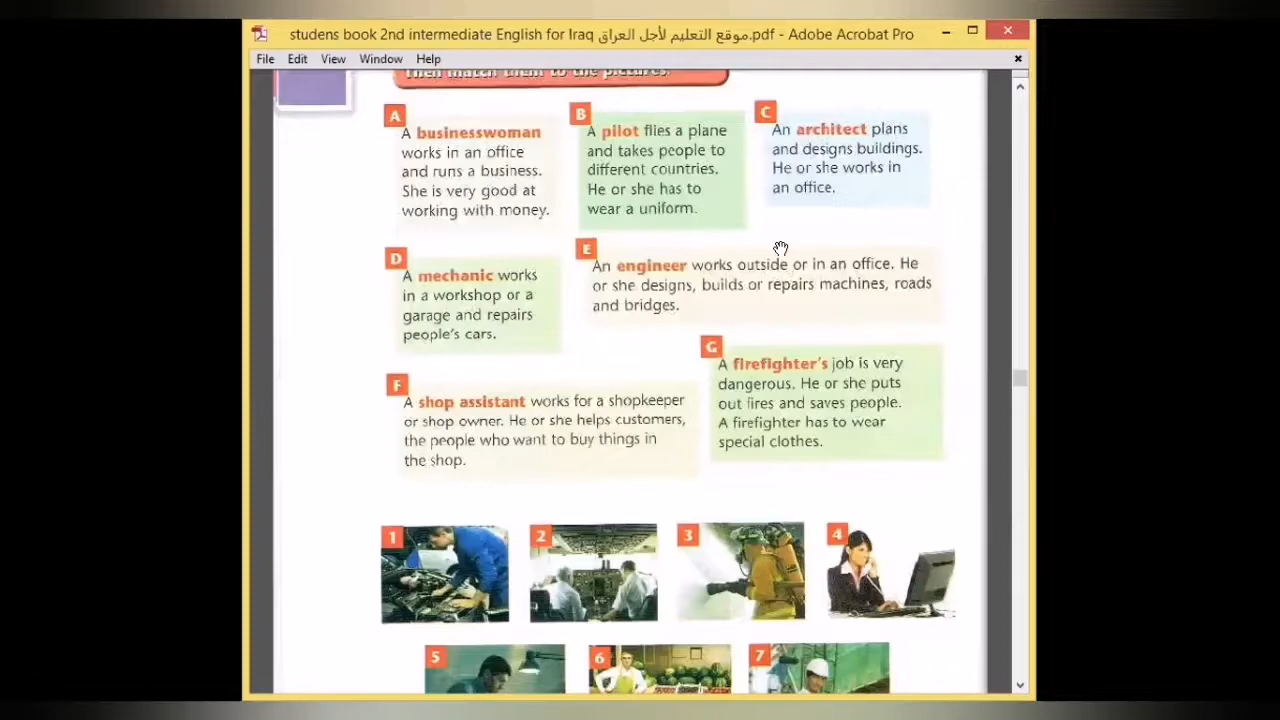 studens book 2nd intermediate English for Iraq موقع التعليم لأجل العراق.pdf - Adobe Acrobat Pro
File Edit View Window Help
Then match them to the pictures.
A
A businesswoman
works in an office
and runs a business.
She is very good at
working with money.
B
A pilot flies a plane
and takes people to
different countries.
He or she has to
wear a uniform.
C
An architect plans
and designs buildings.
He or she works in
an office.
D
A mechanic works
in a workshop or a
garage and repairs
people's cars.
E
An engineer works outside or in an office. He
or she designs, builds or repairs machines, roads
and bridges.
F
A shop assistant works for a shopkeeper
or shop owner. He or she helps customers,
the people who want to buy things in
the shop.
G
A firefighter's job is very
dangerous. He or she puts
out fires and saves people.
A firefighter has to wear
special clothes.
1
2
3
4
5
6
7